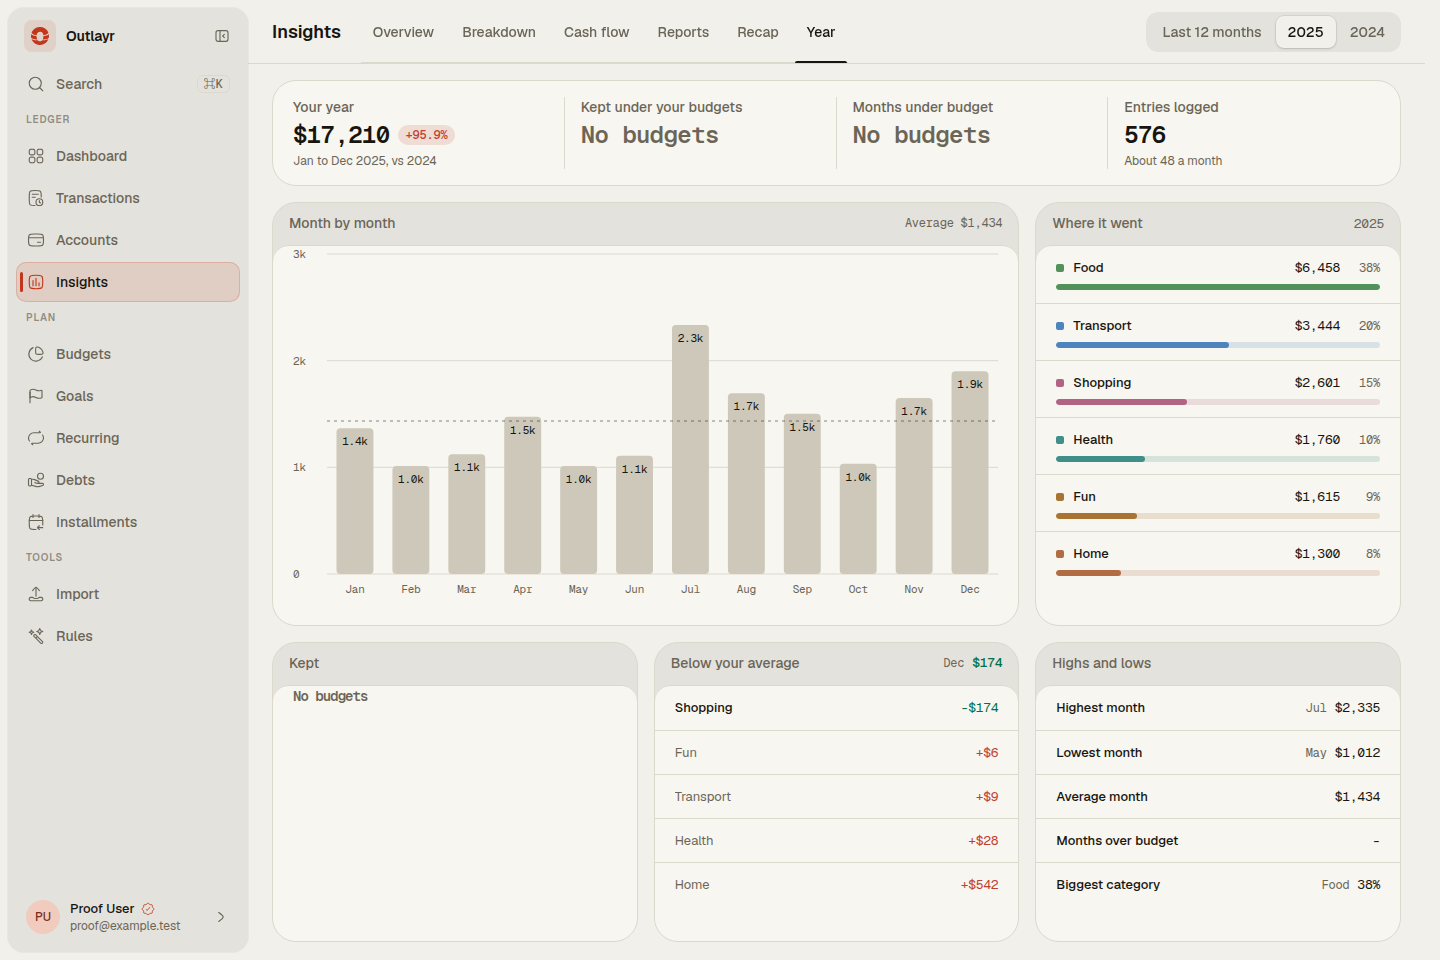 Outlayr
Search ⌘K
LEDGER
Dashboard
Transactions
Accounts
Insights
PLAN
Budgets
Goals
Recurring
Debts
Installments
TOOLS
Import
Rules
PU Proof User
proof@example.test
Insights Overview Breakdown Cash flow Reports Recap Year Last 12 months 2025 2024
Your year
$17,210 +95.9%
Jan to Dec 2025, vs 2024
Kept under your budgets
No budgets
Months under budget
No budgets
Entries logged
576
About 48 a month
Month by month Average $1,434
3k
2k
1k
0
1.4k 1.0k 1.1k 1.5k 1.0k 1.1k 2.3k 1.7k 1.5k 1.0k 1.7k 1.9k
Jan Feb Mar Apr May Jun Jul Aug Sep Oct Nov Dec
Where it went 2025
Food $6,458 38%
Transport $3,444 20%
Shopping $2,601 15%
Health $1,760 10%
Fun $1,615 9%
Home $1,300 8%
Kept
No budgets
Below your average Dec $174
Shopping -$174
Fun +$6
Transport +$9
Health +$28
Home +$542
Highs and lows
Highest month Jul $2,335
Lowest month May $1,012
Average month $1,434
Months over budget -
Biggest category Food 38%